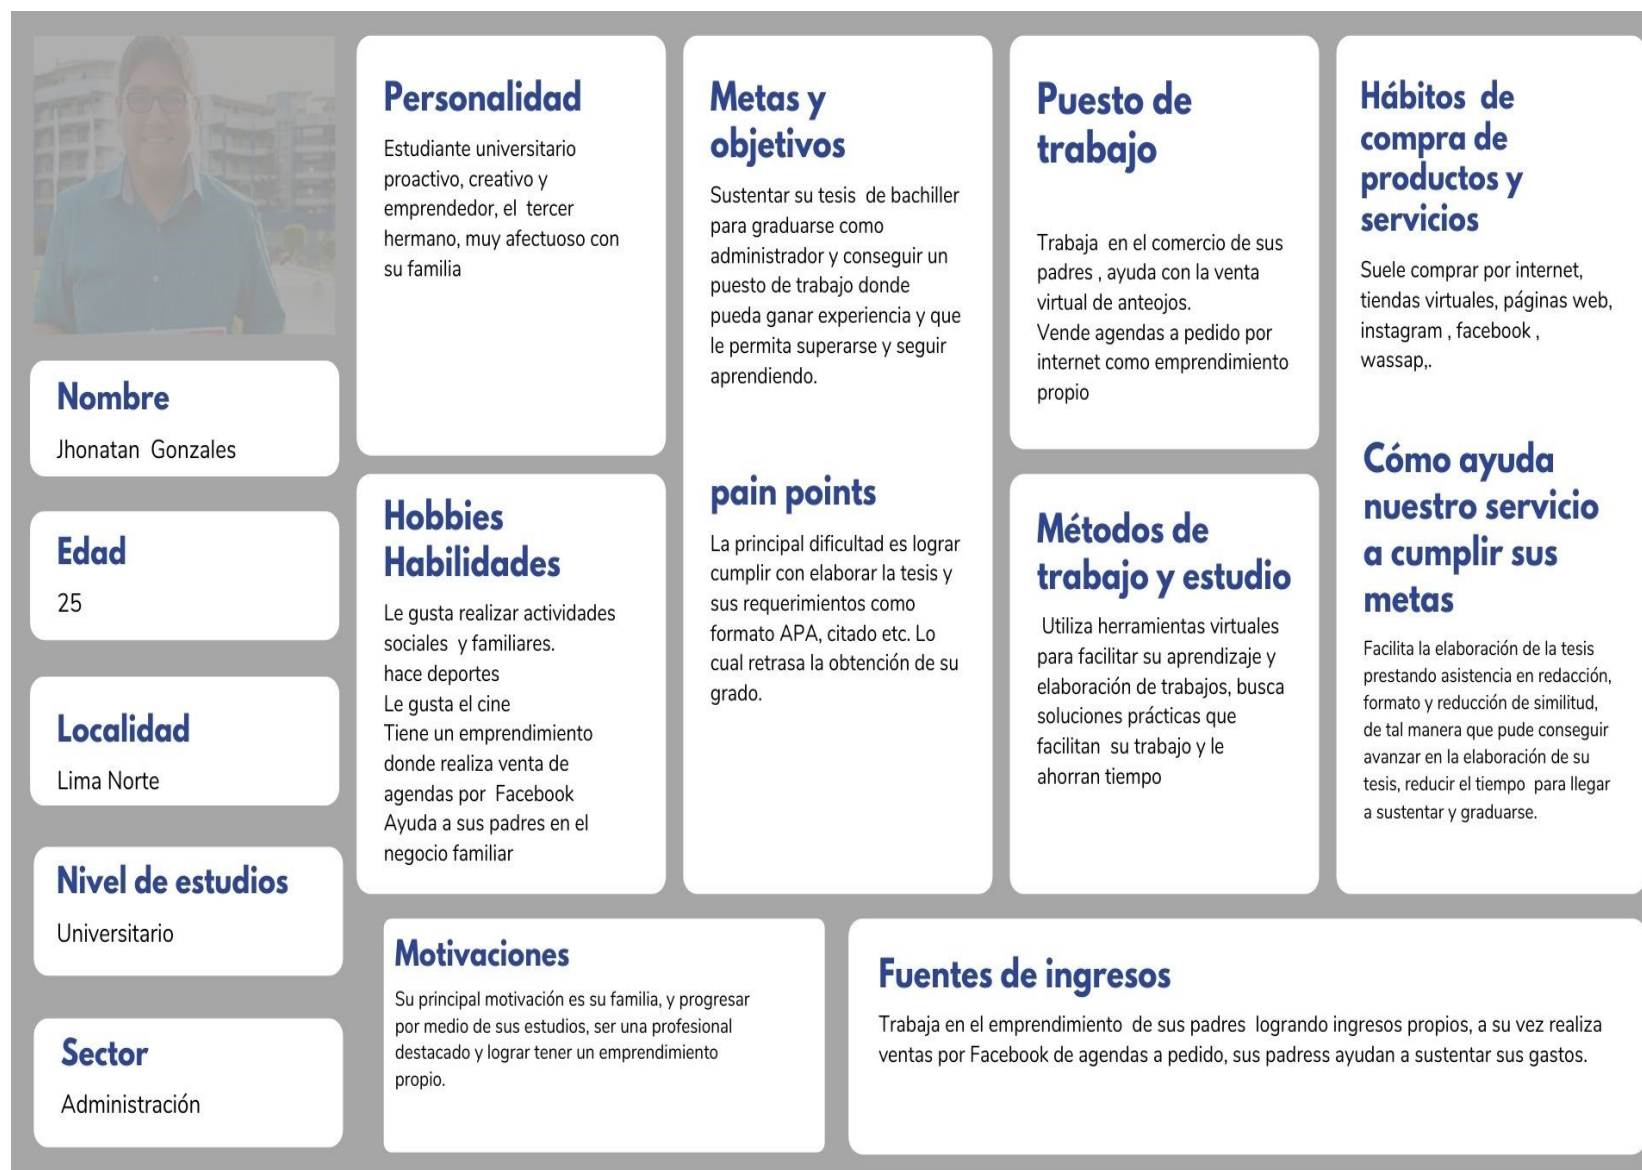 Nombre
Jhonatan Gonzales
Edad
25
Localidad
Lima Norte
Nivel de estudios
Universitario
Sector
Administración
Personalidad
Estudiante universitario
proactivo, creativo y
emprendedor, el tercer
hermano, muy afectuoso con
su familia
Hobbies
Habilidades
Le gusta realizar actividades
sociales y familiares.
hace deportes
Le gusta el cine
Tiene un emprendimiento
donde realiza venta de
agendas por Facebook
Ayuda a sus padres en el
negocio familiar
Metas y
objetivos
Sustentar su tesis de bachiller
para graduarse como
administrador y conseguir un
puesto de trabajo donde
pueda ganar experiencia y que
le permita superarse y seguir
aprendiendo.
pain points
La principal dificultad es lograr
cumplir con elaborar la tesis y
sus requerimientos como
formato APA, citado etc. Lo
cual retrasa la obtención de su
grado.
Puesto de
trabajo
Trabaja en el comercio de sus
padres , ayuda con la venta
virtual de anteojos.
Vende agendas a pedido por
internet como emprendimiento
propio
Métodos de
trabajo y estudio
Utiliza herramientas virtuales
para facilitar su aprendizaje y
elaboración de trabajos, busca
soluciones prácticas que
facilitan su trabajo y le
ahorran tiempo
Hábitos de
compra de
productos y
servicios
Suele comprar por internet,
tiendas virtuales, páginas web,
instagram , facebook ,
wassap,.
Cómo ayuda
nuestro servicio
a cumplir sus
metas
Facilita la elaboración de la tesis
prestando asistencia en redacción,
formato y reducción de similitud,
de tal manera que pude conseguir
avanzar en la elaboración de su
tesis, reducir el tiempo para llegar
a sustentar y graduarse.
Motivaciones
Su principal motivación es su familia, y progresar
por medio de sus estudios, ser una profesional
destacado y lograr tener un emprendimiento
propio.
Fuentes de ingresos
Trabaja en el emprendimiento de sus padres logrando ingresos propios, a su vez realiza
ventas por Facebook de agendas a pedido, sus padress ayudan a sustentar sus gastos.